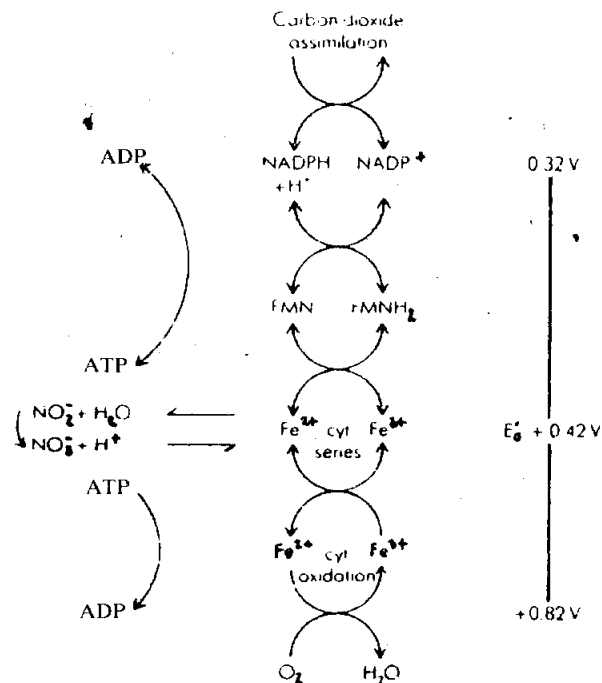 Carbon dioxide
assimilation
ADP
NADPH NADP+
+ H+
0.32 V
FMN FMNH2
ATP
NO2- + H2O
Fe2+ cyt Fe3+
series
E0' + 0.42 V
NO3- + H+
ATP
Fe2+ cyt Fe3+
oxidation
ADP
+0.82 V
O2 H2O